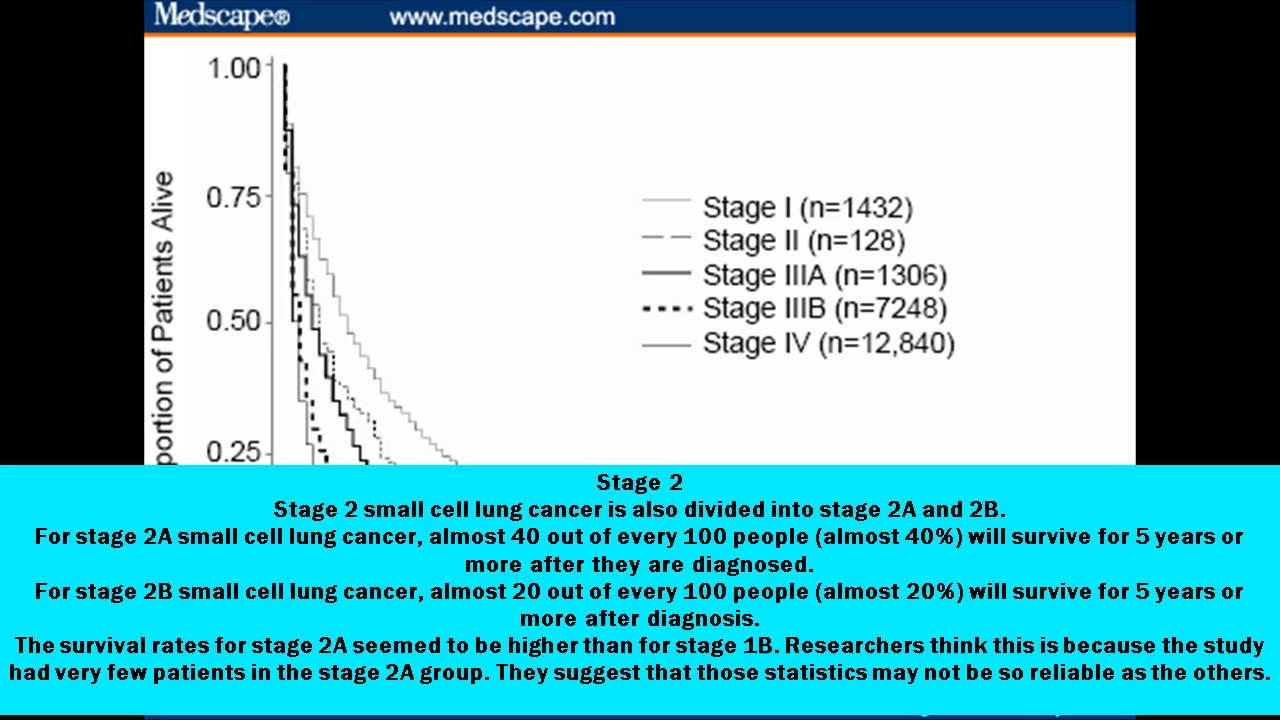 Medscape® www.medscape.com
1.00
0.75
0.50
0.25
portion of Patients Alive
Stage I (n=1432)
Stage II (n=128)
Stage IIIA (n=1306)
Stage IIIB (n=7248)
Stage IV (n=12,840)
Stage 2
Stage 2 small cell lung cancer is also divided into stage 2A and 2B.
For stage 2A small cell lung cancer, almost 40 out of every 100 people (almost 40%) will survive for 5 years or
more after they are diagnosed.
For stage 2B small cell lung cancer, almost 20 out of every 100 people (almost 20%) will survive for 5 years or
more after diagnosis.
The survival rates for stage 2A seemed to be higher than for stage 1B. Researchers think this is because the study
had very few patients in the stage 2A group. They suggest that those statistics may not be so reliable as the others.